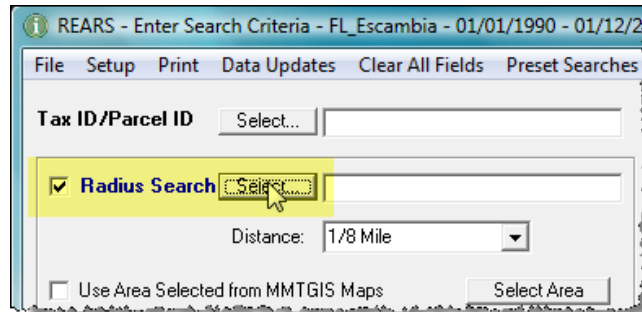 REARS - Enter Search Criteria - FL_Escambia - 01/01/1990 - 01/12/2
File Setup Print Data Updates Clear All Fields Preset Searches
Tax ID/Parcel ID Select...
Radius Search Select...
Distance: 1/8 Mile
Use Area Selected from MMTGIS Maps Select Area